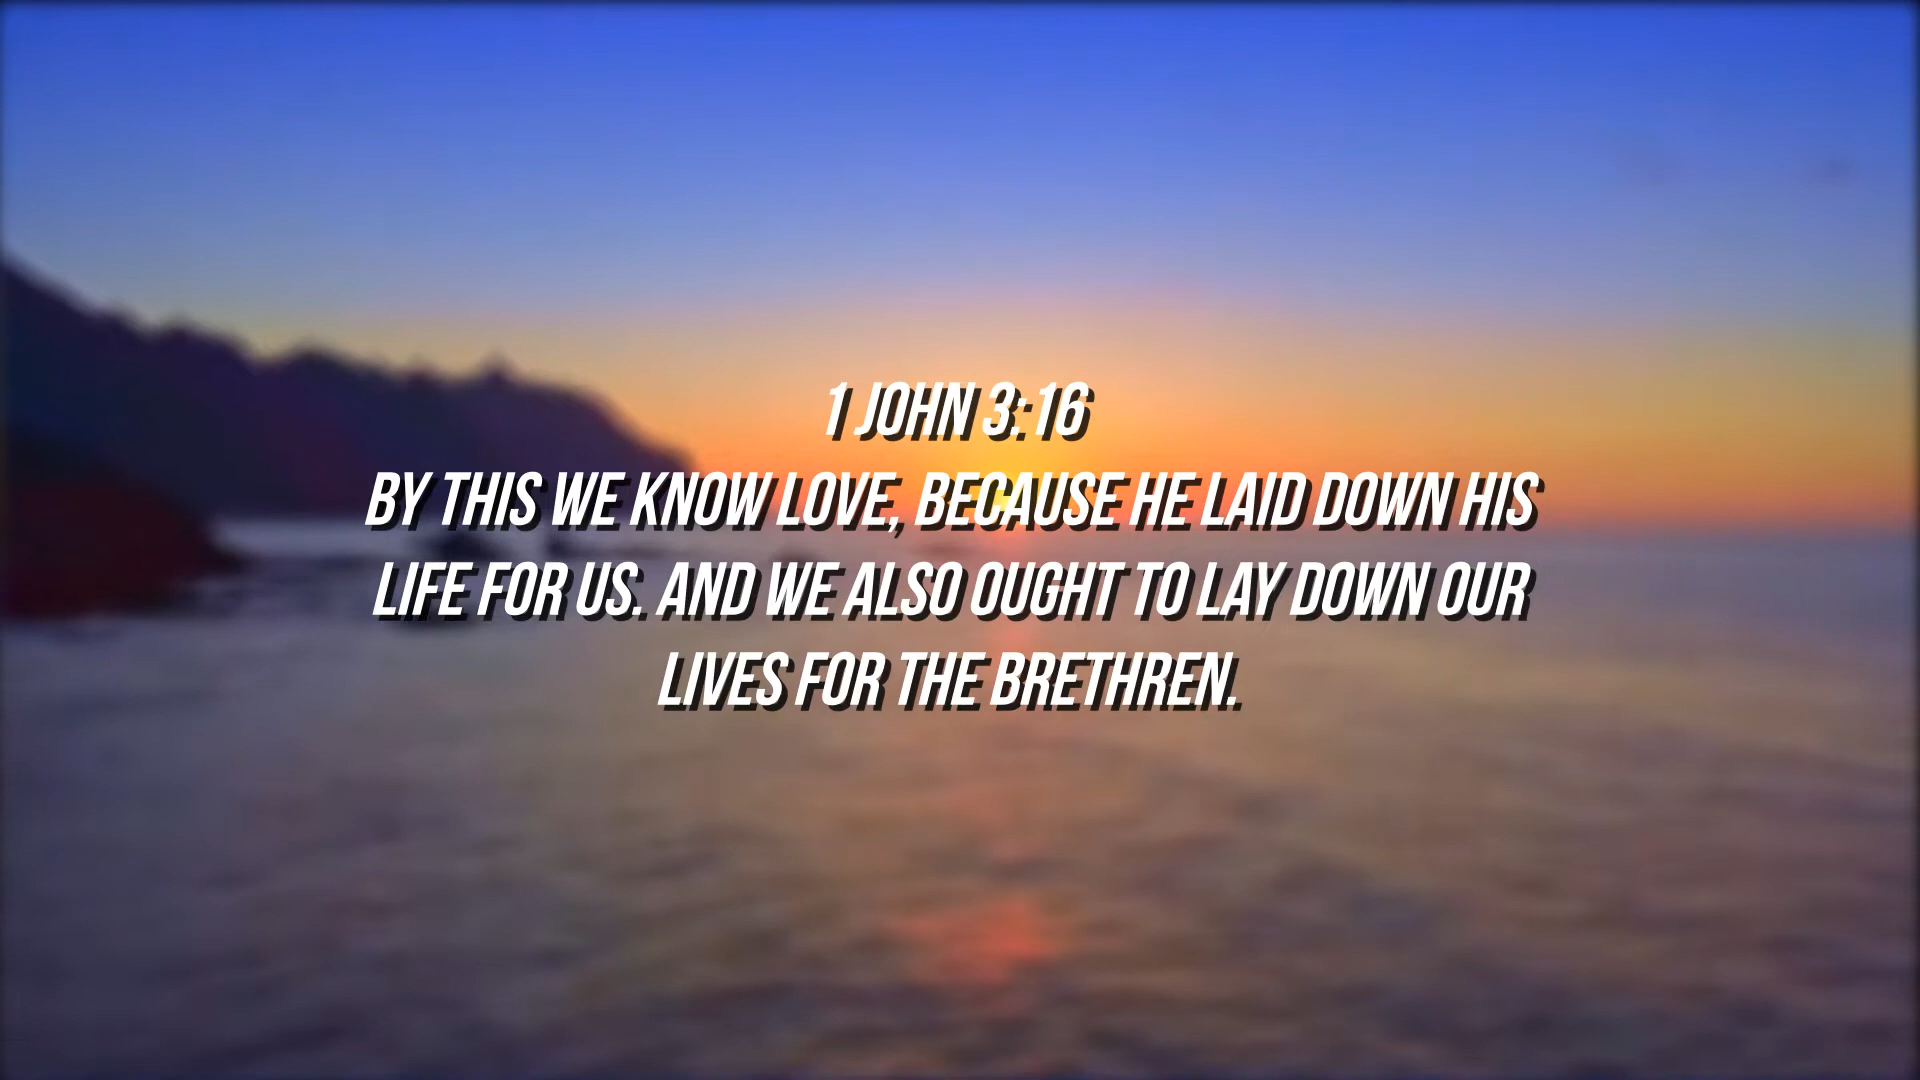 1 JOHN 3:16
BY THIS WE KNOW LOVE, BECAUSE HE LAID DOWN HIS
LIFE FOR US. AND WE ALSO OUGHT TO LAY DOWN OUR
LIVES FOR THE BRETHREN.